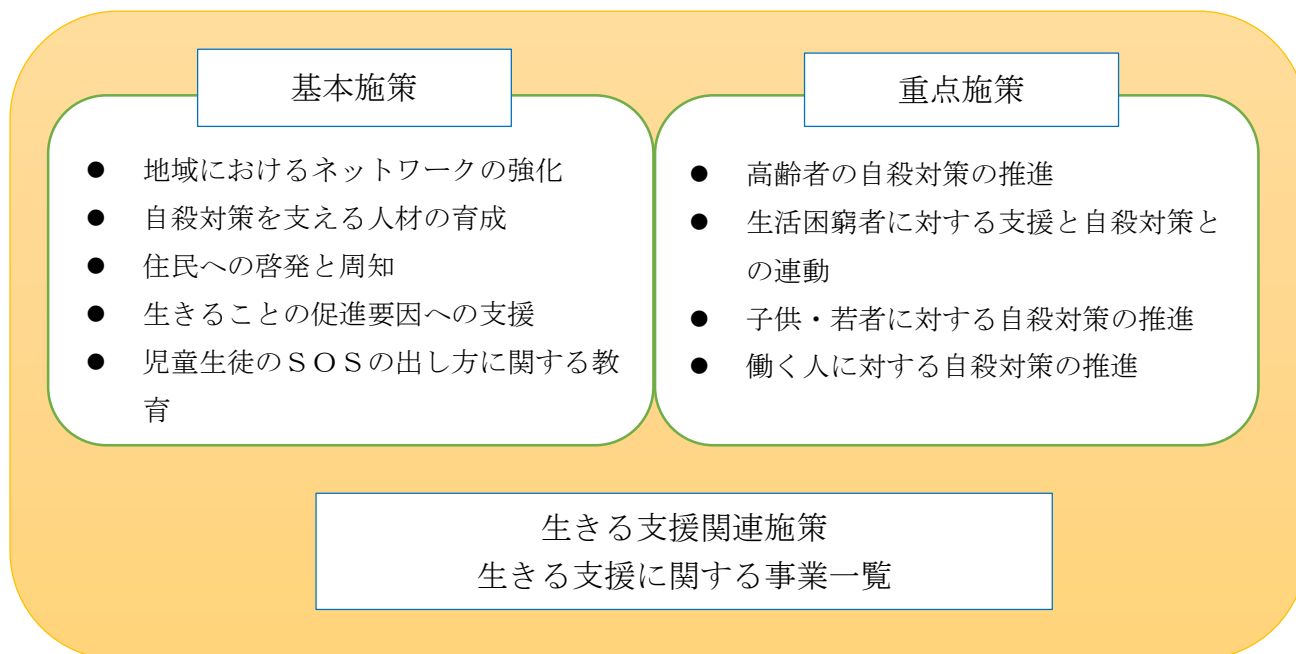 基本施策
● 地域におけるネットワークの強化
● 自殺対策を支える人材の育成
● 住民への啓発と周知
● 生きることの促進要因への支援
● 児童生徒のＳＯＳの出し方に関する教
育
重点施策
● 高齢者の自殺対策の推進
● 生活困窮者に対する支援と自殺対策と
の連動
● 子供・若者に対する自殺対策の推進
● 働く人に対する自殺対策の推進
生きる支援関連施策
生きる支援に関する事業一覧